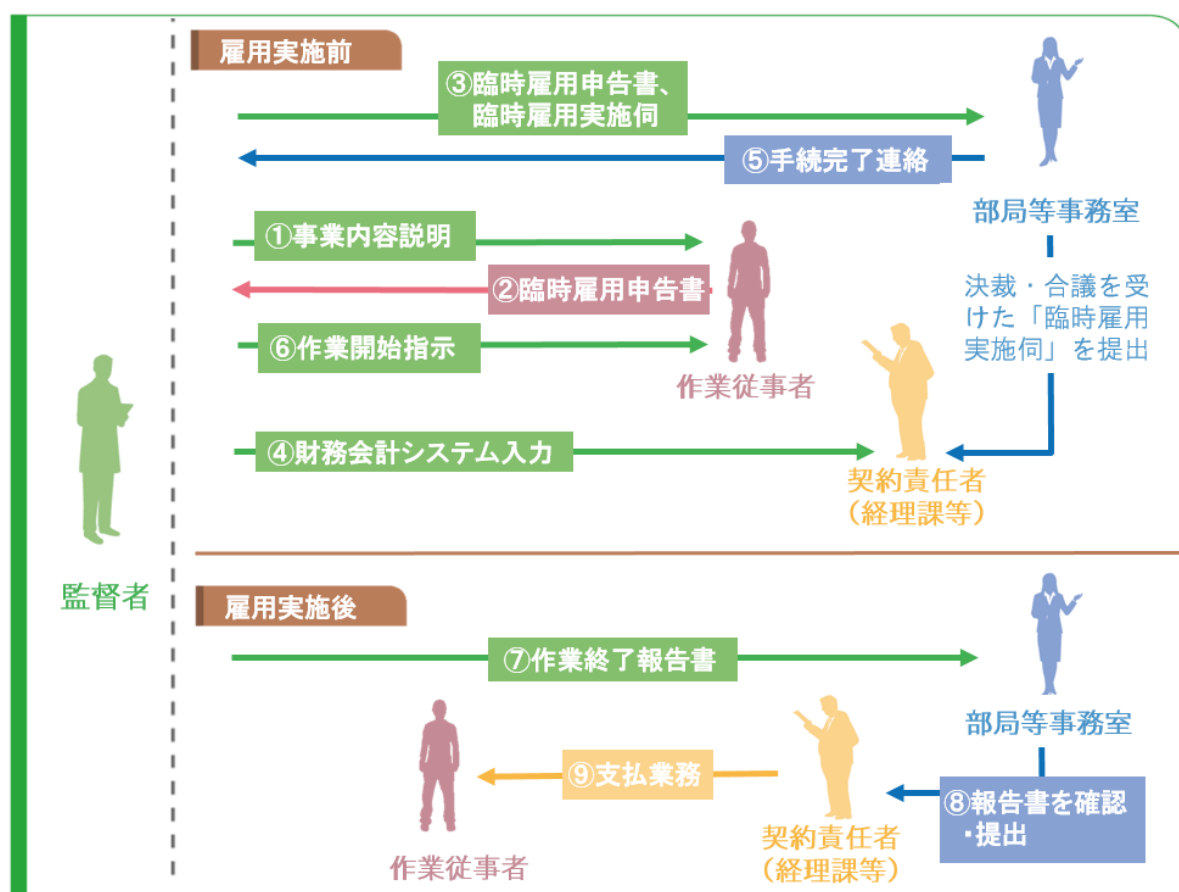 雇用実施前
③臨時雇用申告書、
臨時雇用実施伺
⑤手続完了連絡
部局等事務室
①事業内容説明
②臨時雇用申告書
決裁・合議を受
けた「臨時雇用
実施伺」を提出
⑥作業開始指示
作業従事者
④財務会計システム入力
契約責任者
（経理課等）
監督者
雇用実施後
⑦作業終了報告書
部局等事務室
⑨支払業務
⑧報告書を確認
・提出
契約責任者
（経理課等）
作業従事者